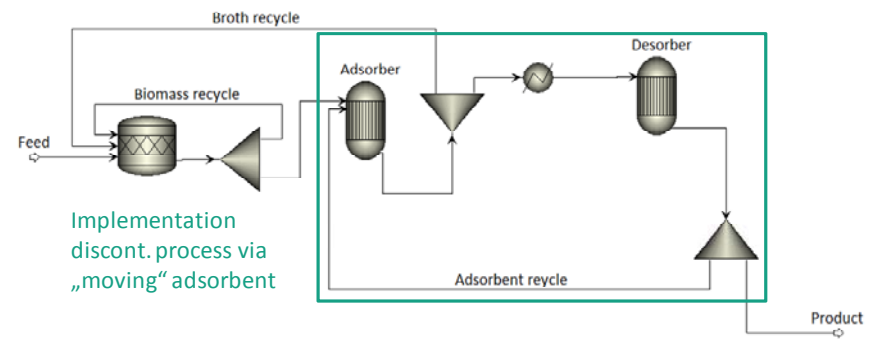 Broth recycle
Desorber
Adsorber
Biomass recycle
Feed
Implementation
discont. process via
„moving“ adsorbent
Adsorbent reycle
Product